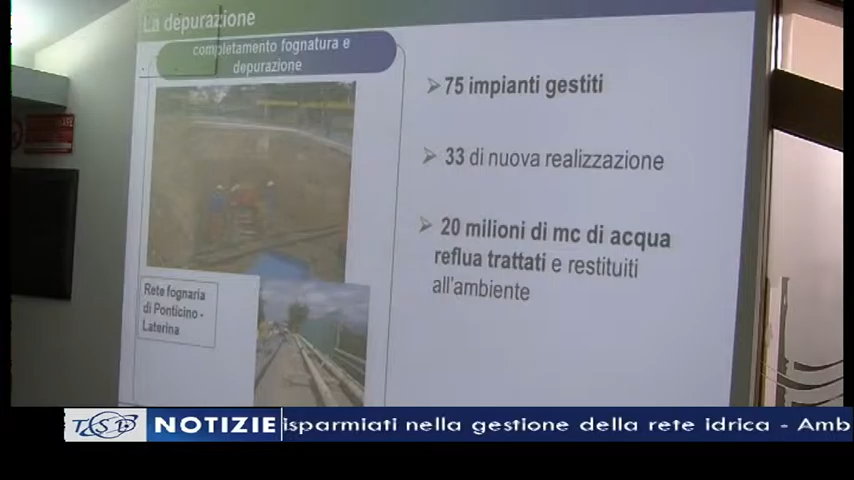 La depurazione
completamento fognatura e
depurazione
75 impianti gestiti
33 di nuova realizzazione
20 milioni di mc di acqua
reflua trattati e restituiti
all'ambiente
Rete fognaria
di Ponticino -
Laterina
TSD NOTIZIE isparmiati nella gestione della rete idrica - Amb